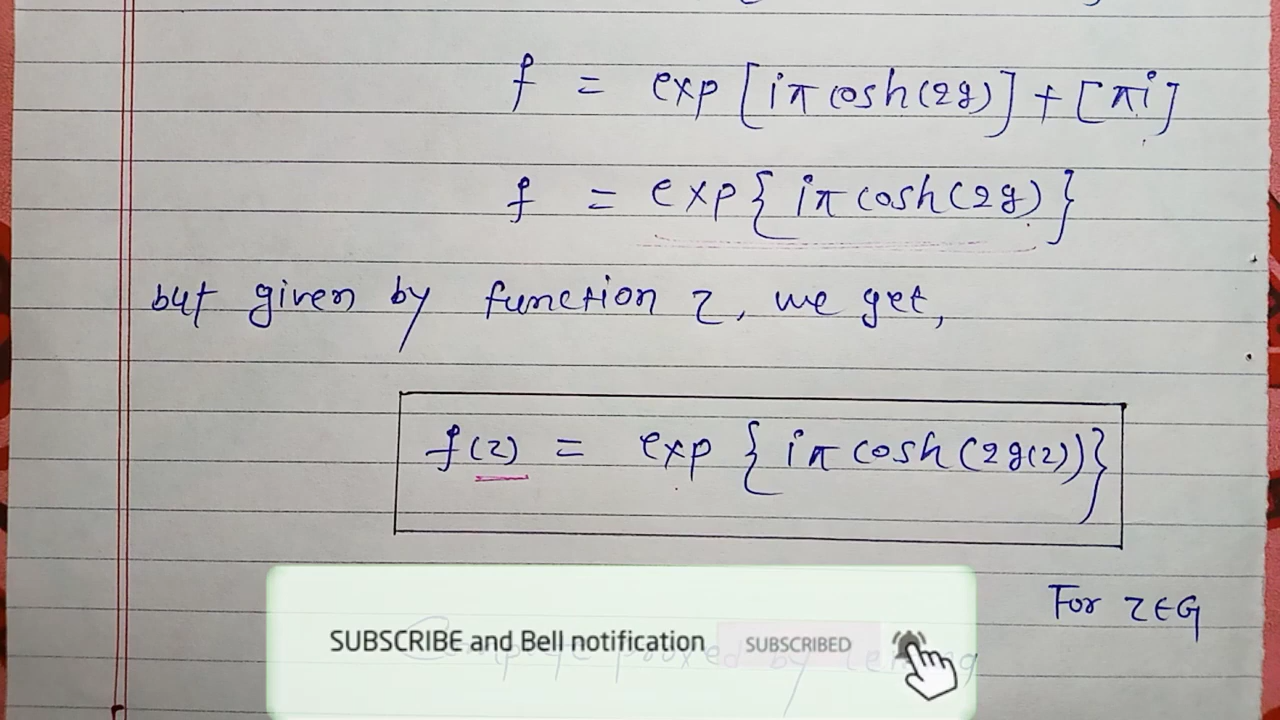 f = exp [iπ cosh(2g)] + [πi]
f = exp{ iπ cosh(2g) }
but given by function z, we get,
f(z) = exp { iπ cosh (2g(z))}
For z∈G
SUBSCRIBE and Bell notification SUBSCRIBED